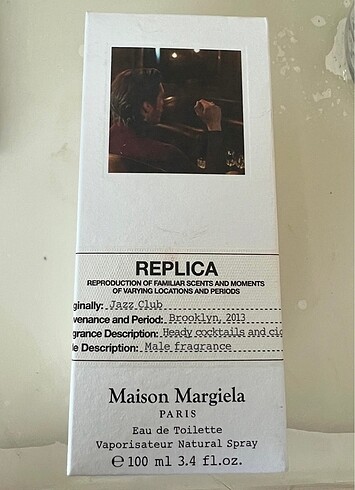 REPLICA
REPRODUCTION OF FAMILIAR SCENTS AND MOMENTS
OF VARYING LOCATIONS AND PERIODS
ginally: Jazz Club
venance and Period: Brooklyn, 2013
grance Description: Heady cocktails and cig
le Description: Male fragrance
Maison Margiela
PARIS
Eau de Toilette
Vaporisateur Natural Spray
℮ 100 ml 3.4 fl.oz.